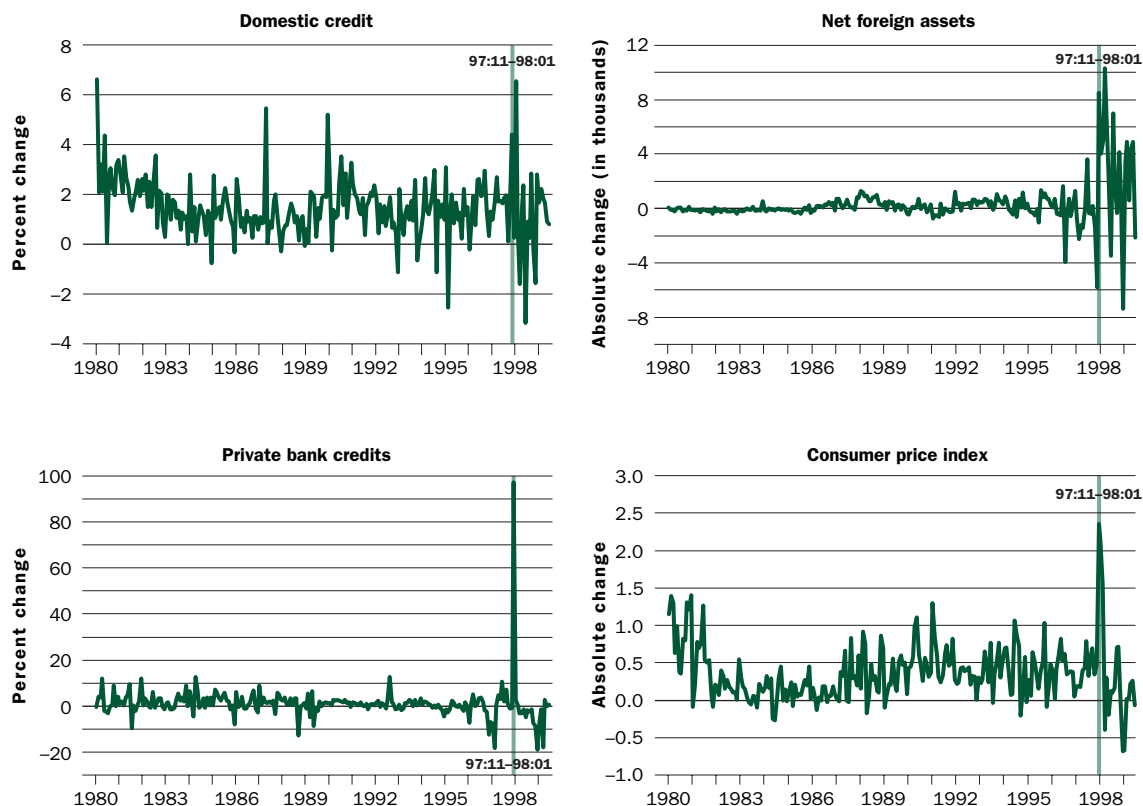 Domestic credit
Percent change
8
6
4
2
0
–2
–4
97:11–98:01
1980 1983 1986 1989 1992 1995 1998
Net foreign assets
Absolute change (in thousands)
12
8
4
0
–4
–8
97:11–98:01
1980 1983 1986 1989 1992 1995 1998
Private bank credits
Percent change
100
80
60
40
20
0
–20
97:11–98:01
1980 1983 1986 1989 1992 1995 1998
Consumer price index
Absolute change
3.0
2.5
2.0
1.5
1.0
0.5
0.0
–0.5
–1.0
97:11–98:01
1980 1983 1986 1989 1992 1995 1998